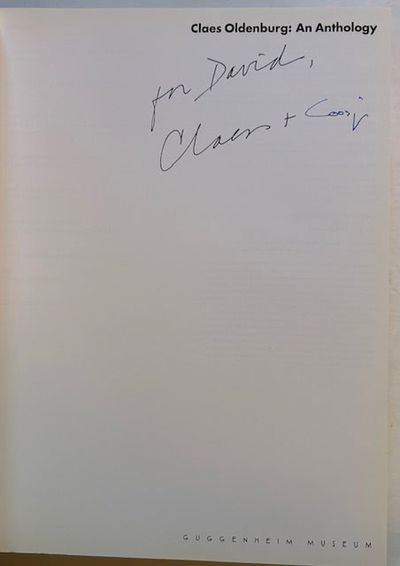 Claes Oldenburg: An Anthology
for David,
Claes + Coosje
GUGGENHEIM MUSEUM